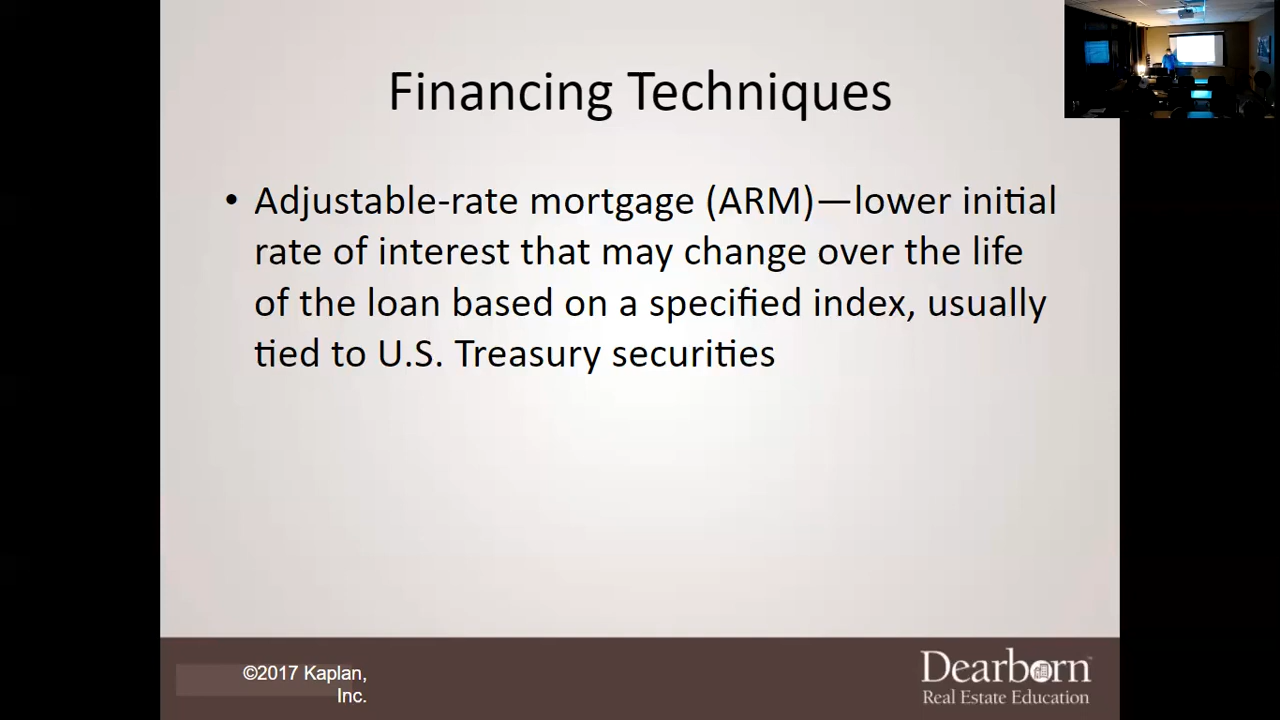 Financing Techniques
• Adjustable-rate mortgage (ARM)—lower initial
rate of interest that may change over the life
of the loan based on a specified index, usually
tied to U.S. Treasury securities
©2017 Kaplan,
Inc.
Dearborn™
Real Estate Education